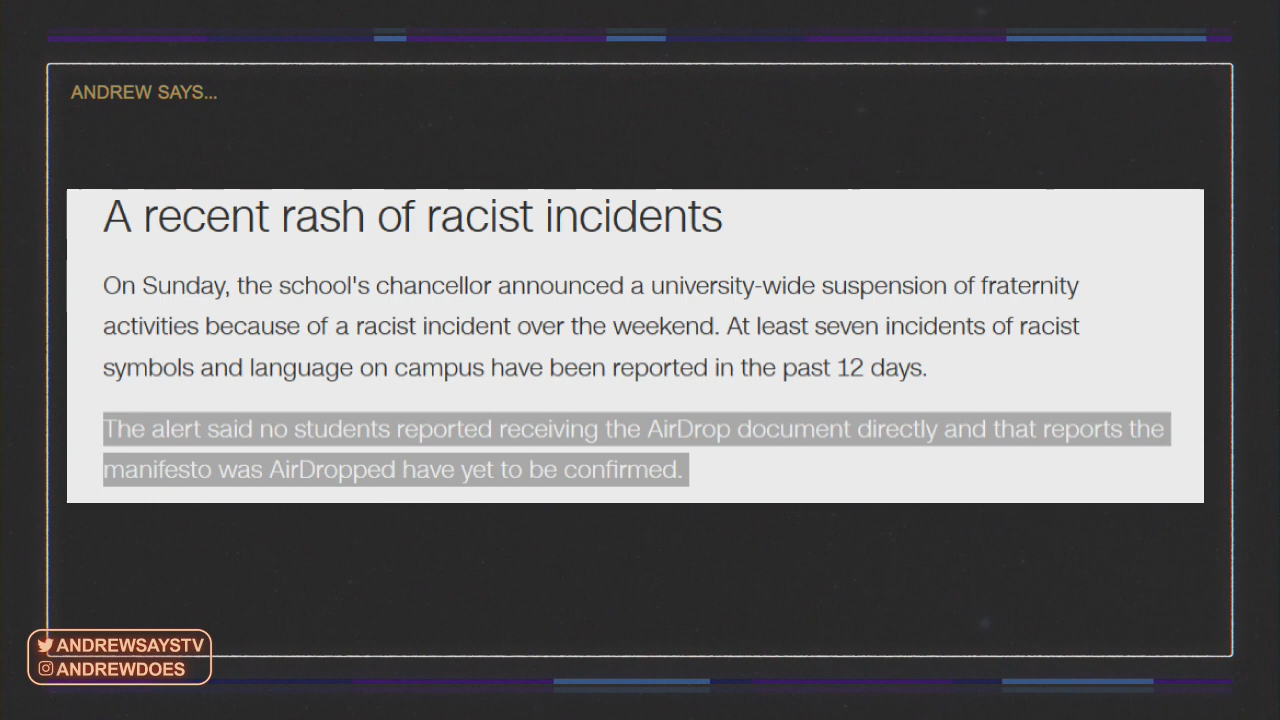 ANDREW SAYS...
A recent rash of racist incidents
On Sunday, the school's chancellor announced a university-wide suspension of fraternity
activities because of a racist incident over the weekend. At least seven incidents of racist
symbols and language on campus have been reported in the past 12 days.
The alert said no students reported receiving the AirDrop document directly and that reports the
manifesto was AirDropped have yet to be confirmed.
ANDREWSAYSTV
ANDREWDOES